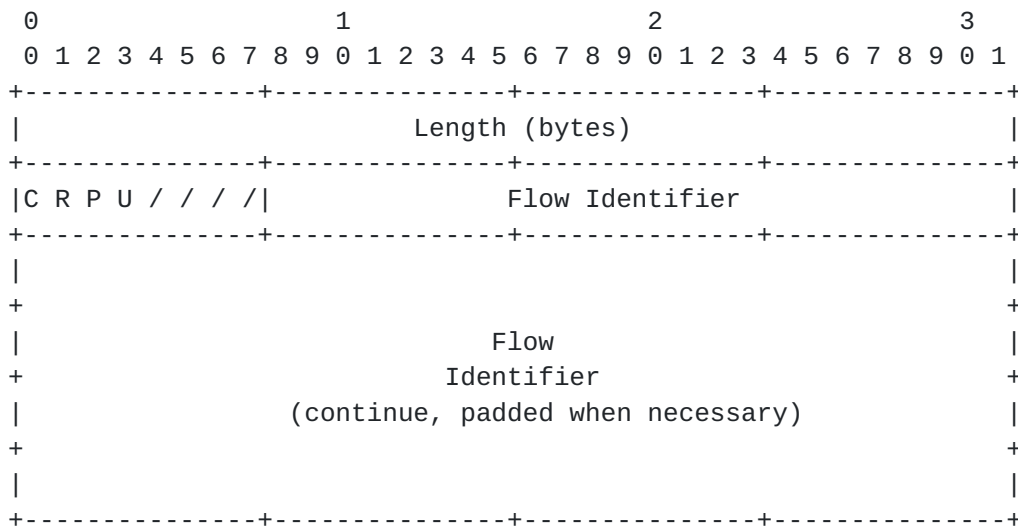 0                   1                   2                   3
0 1 2 3 4 5 6 7 8 9 0 1 2 3 4 5 6 7 8 9 0 1 2 3 4 5 6 7 8 9 0 1
+---------------+---------------+---------------+---------------+
|                         Length (bytes)                        |
+---------------+---------------+---------------+---------------+
|C R P U / / / /|               Flow Identifier                 |
+---------------+---------------+---------------+---------------+
|                                                               |
+                                                               +
|                              Flow                             |
+                           Identifier                          +
|                 (continue, padded when necessary)             |
+                                                               +
|                                                               |
+---------------+---------------+---------------+---------------+